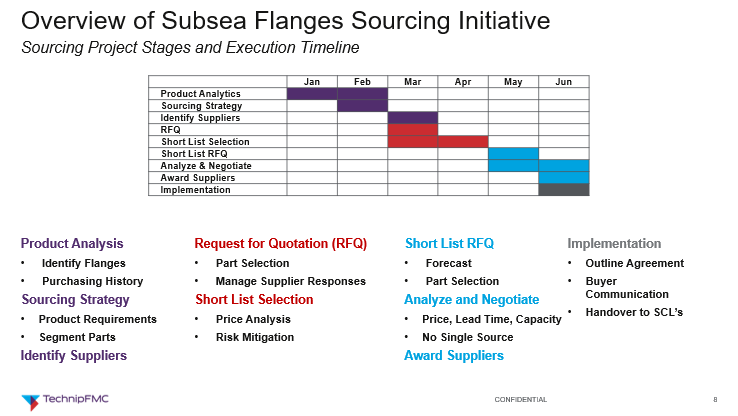 Overview of Subsea Flanges Sourcing Initiative
Sourcing Project Stages and Execution Timeline
Jan Feb Mar Apr May Jun
Product Analytics
Sourcing Strategy
Identify Suppliers
RFQ
Short List Selection
Short List RFQ
Analyze & Negotiate
Award Suppliers
Implementation
Product Analysis
• Identify Flanges
• Purchasing History
Sourcing Strategy
• Product Requirements
• Segment Parts
Identify Suppliers
Request for Quotation (RFQ)
• Part Selection
• Manage Supplier Responses
Short List Selection
• Price Analysis
• Risk Mitigation
Short List RFQ
• Forecast
• Part Selection
Analyze and Negotiate
• Price, Lead Time, Capacity
• No Single Source
Award Suppliers
Implementation
• Outline Agreement
• Buyer
Communication
• Handover to SCL's
TechnipFMC
CONFIDENTIAL
8